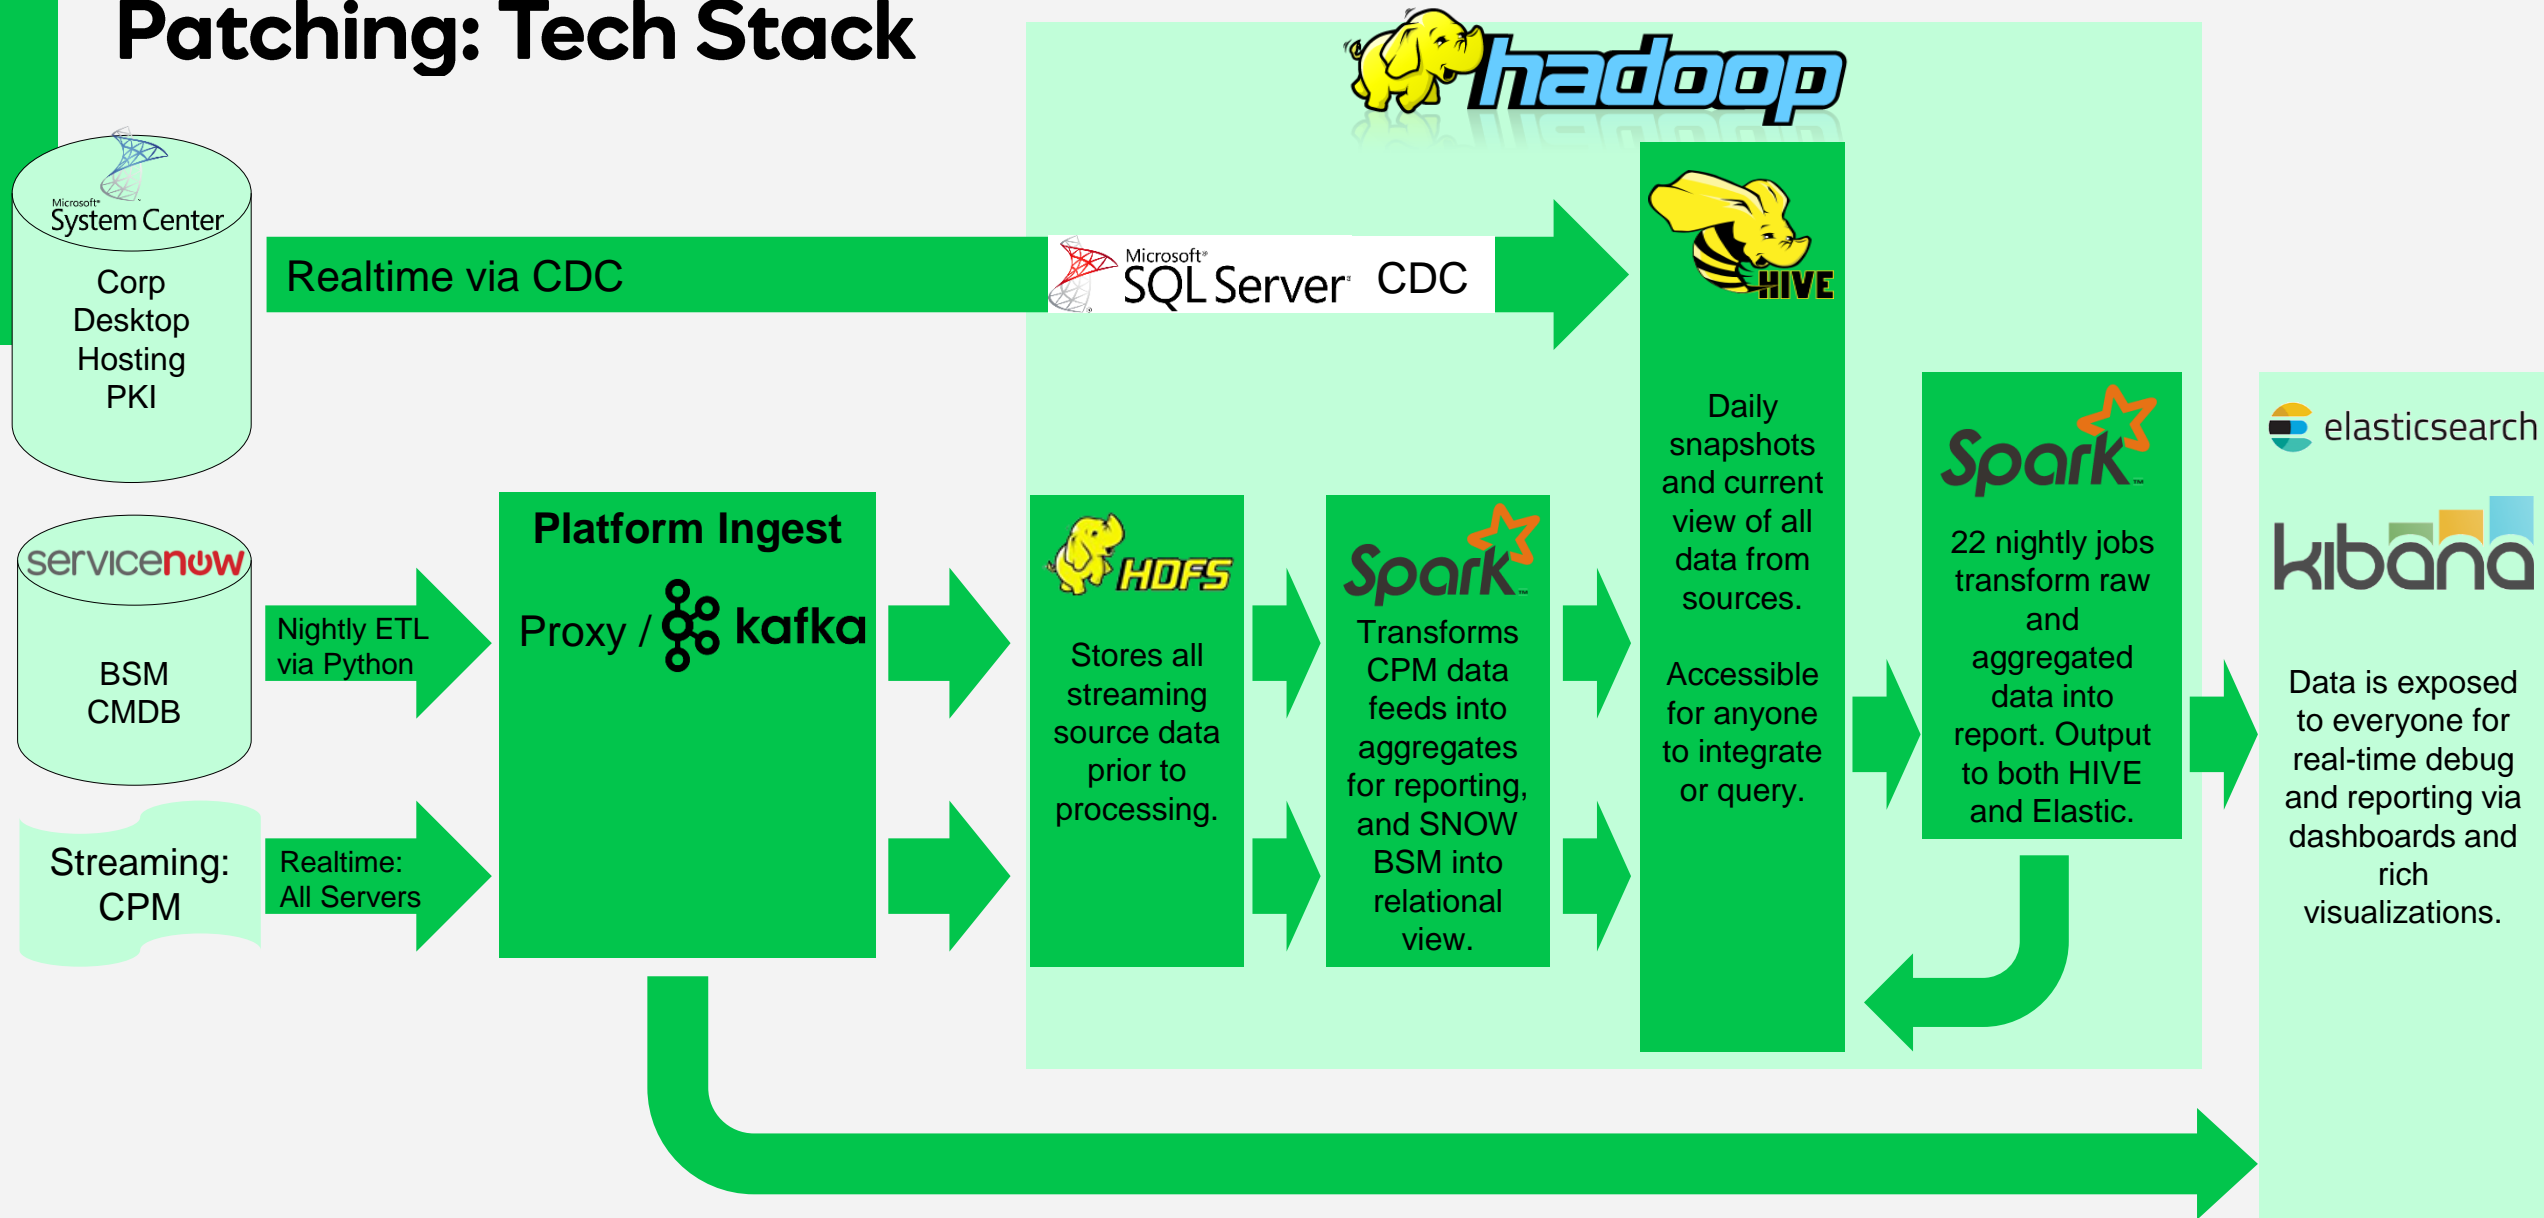 Patching: Tech Stack
hadoop
Microsoft®
System Center
Corp
Desktop
Hosting
PKI
Realtime via CDC
Microsoft®
SQL Server®
CDC
HIVE
Daily
snapshots
and current
view of all
data from
sources.
Accessible
for anyone
to integrate
or query.
servicenow
BSM
CMDB
Nightly ETL
via Python
Streaming:
CPM
Realtime:
All Servers
Platform Ingest
Proxy / kafka
HDFS
Stores all
streaming
source data
prior to
processing.
Spark™
Transforms
CPM data
feeds into
aggregates
for reporting,
and SNOW
BSM into
relational
view.
Spark™
22 nightly jobs
transform raw
and
aggregated
data into
report. Output
to both HIVE
and Elastic.
elasticsearch
kibana
Data is exposed
to everyone for
real-time debug
and reporting via
dashboards and
rich
visualizations.